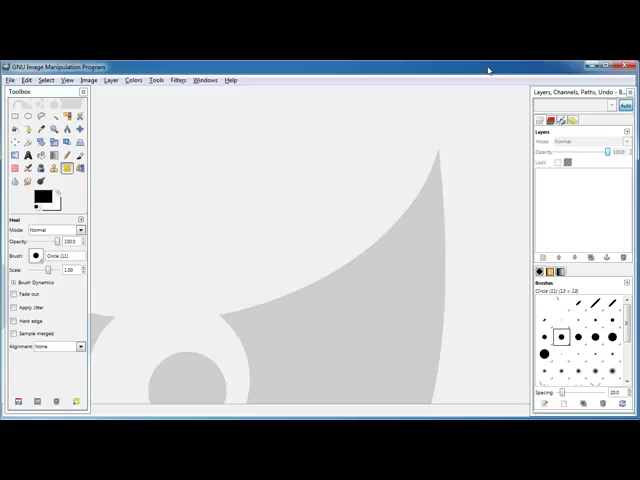 GNU Image Manipulation Program
File Edit Select View Image Layer Colors Tools Filters Windows Help
Toolbox
Heal
Mode: Normal
Opacity: 100.0
Brush: Circle (11)
Scale: 1.00
Brush Dynamics
Fade out
Apply Jitter
Hard edge
Sample merged
Alignment: None
Layers, Channels, Paths, Undo - B...
Auto
Layers
Mode: Normal
Opacity: 100.0
Lock:
Brushes
Circle (11) (13 × 13)
Spacing: 20.0